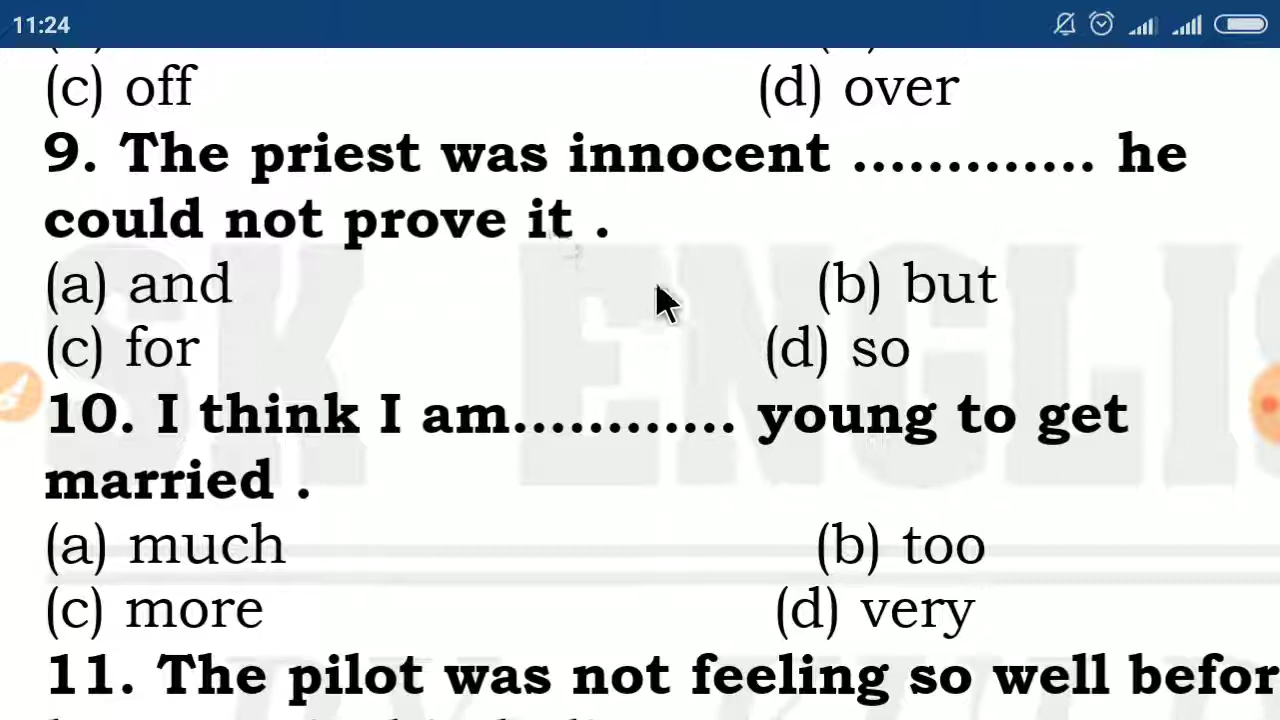 11:24
(c) off (d) over
9. The priest was innocent ............. he
could not prove it .
(a) and (b) but
(c) for (d) so
10. I think I am............ young to get
married .
(a) much (b) too
(c) more (d) very
11. The pilot was not feeling so well befor
SK ENGLIS